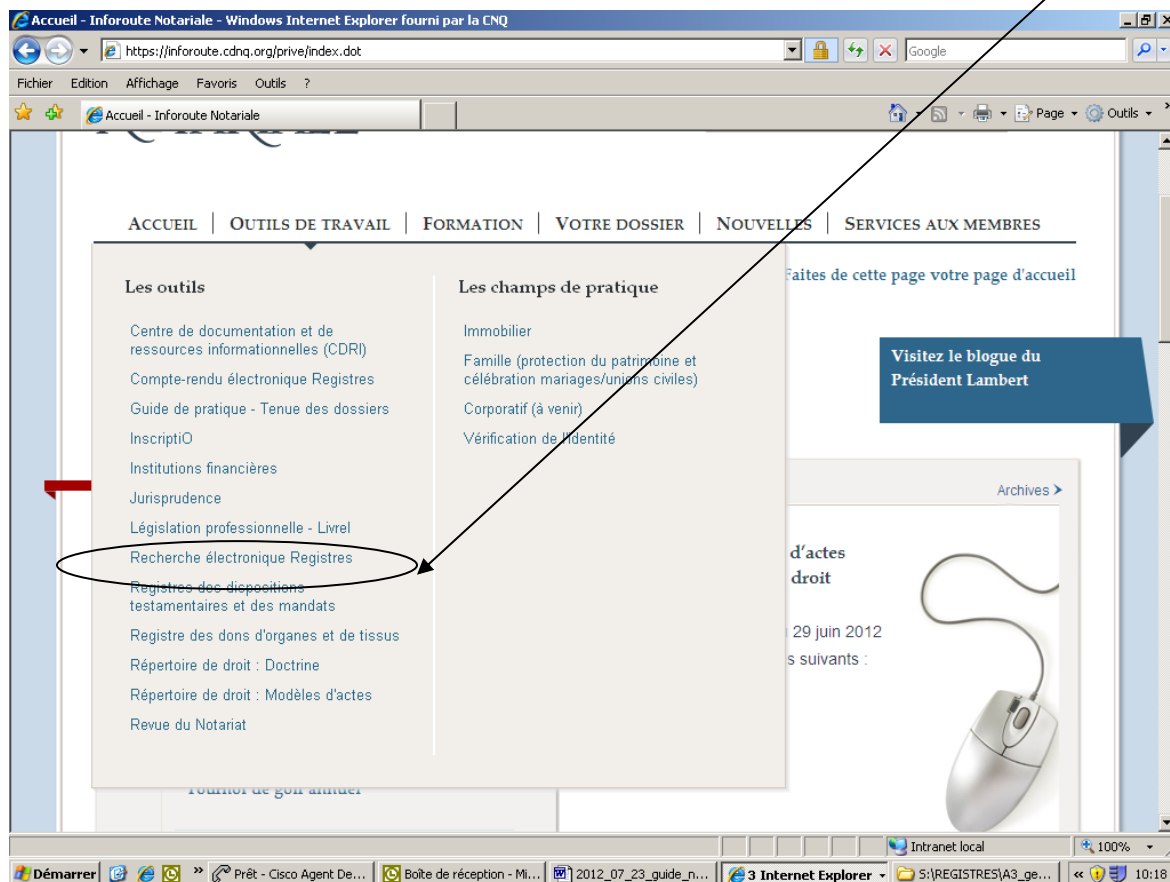 Accueil - Inforoute Notariale - Windows Internet Explorer fourni par la CNQ
https://inforoute.cdnq.org/prive/index.dot
Google
Fichier Edition Affichage Favoris Outils ?
Accueil - Inforoute Notariale
Page Outils
ACCUEIL | OUTILS DE TRAVAIL | FORMATION | VOTRE DOSSIER | NOUVELLES | SERVICES AUX MEMBRES
Faites de cette page votre page d'accueil
Les outils
Centre de documentation et de
ressources informationnelles (CDRI)
Compte-rendu électronique Registres
Guide de pratique - Tenue des dossiers
InscriptiO
Institutions financières
Jurisprudence
Législation professionnelle - Livrel
Recherche électronique Registres
Registres des dispositions
testamentaires et des mandats
Registre des dons d'organes et de tissus
Répertoire de droit : Doctrine
Répertoire de droit : Modèles d'actes
Revue du Notariat
Les champs de pratique
Immobilier
Famille (protection du patrimoine et
célébration mariages/unions civiles)
Corporatif (à venir)
Vérification de l'identité
Visitez le blogue du
Président Lambert
Archives
d'actes
droit
29 juin 2012
s suivants :
Tournoi de golf annuel
Intranet local
100%
Démarrer
Prêt - Cisco Agent De...
Boîte de réception - Mi...
2012_07_23_guide_n...
3 Internet Explorer
S:\REGISTRES\A3_ge...
10:18